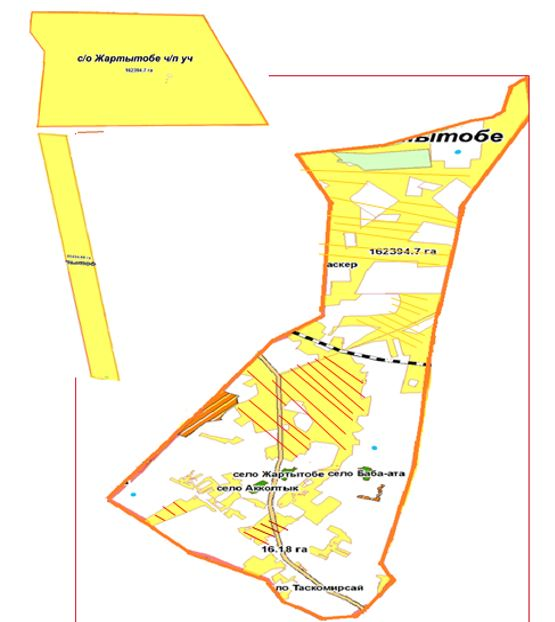 с/о Жартытобе ч/п уч
162394.7 га
ытобе
162394.7 га
аскер
село Жартытобе
село Баба-ата
село Акколтык
16.18 га
ло Таскомирсай